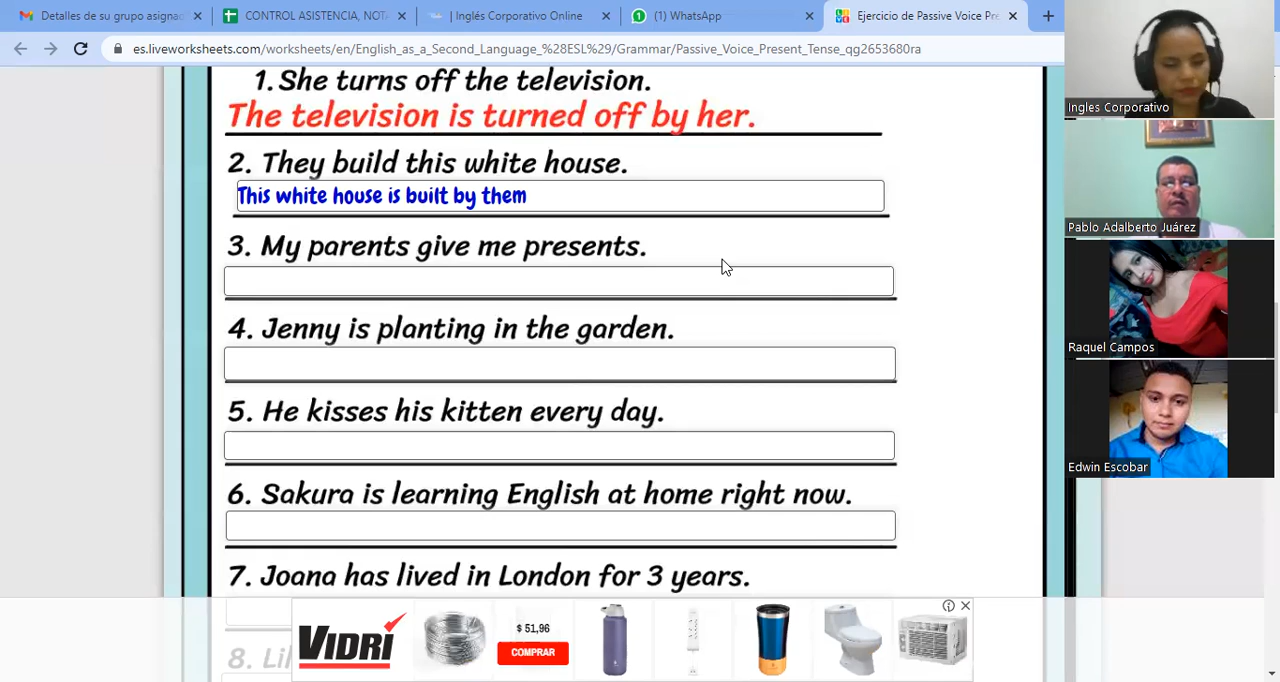 Detalles de su grupo asignad
CONTROL ASISTENCIA, NOTA
| Inglés Corporativo Online
(1) WhatsApp
Ejercicio de Passive Voice Pre
es.liveworksheets.com/worksheets/en/English_as_a_Second_Language_%28ESL%29/Grammar/Passive_Voice_Present_Tense_qg2653680ra
1. She turns off the television.
The television is turned off by her.
2. They build this white house.
This white house is built by them
3. My parents give me presents.
4. Jenny is planting in the garden.
5. He kisses his kitten every day.
6. Sakura is learning English at home right now.
7. Joana has lived in London for 3 years.
8. Lil
VIDRI
$ 51,96
COMPRAR
Ingles Corporativo
Pablo Adalberto Juárez
Raquel Campos
Edwin Escobar